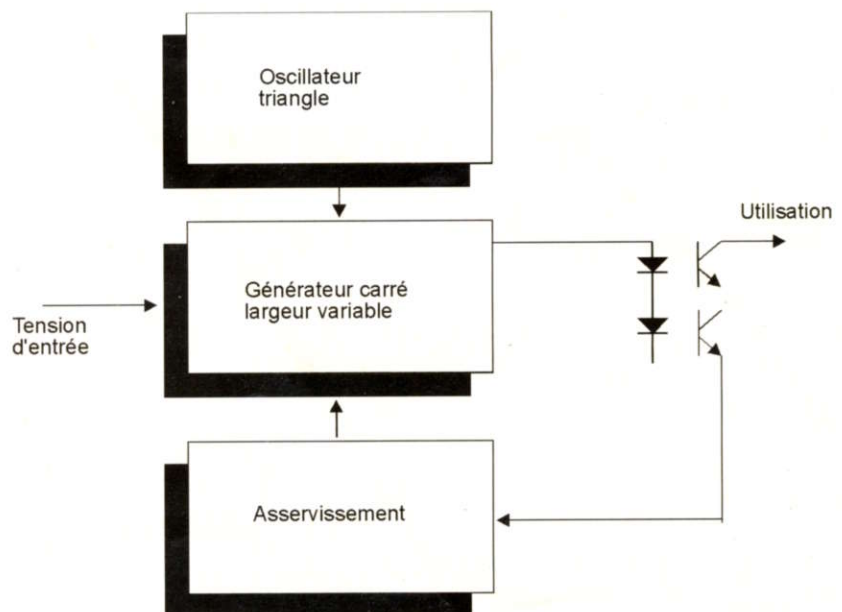 Oscillateur
triangle
Utilisation
Générateur carré
largeur variable
Tension
d'entrée
Asservissement